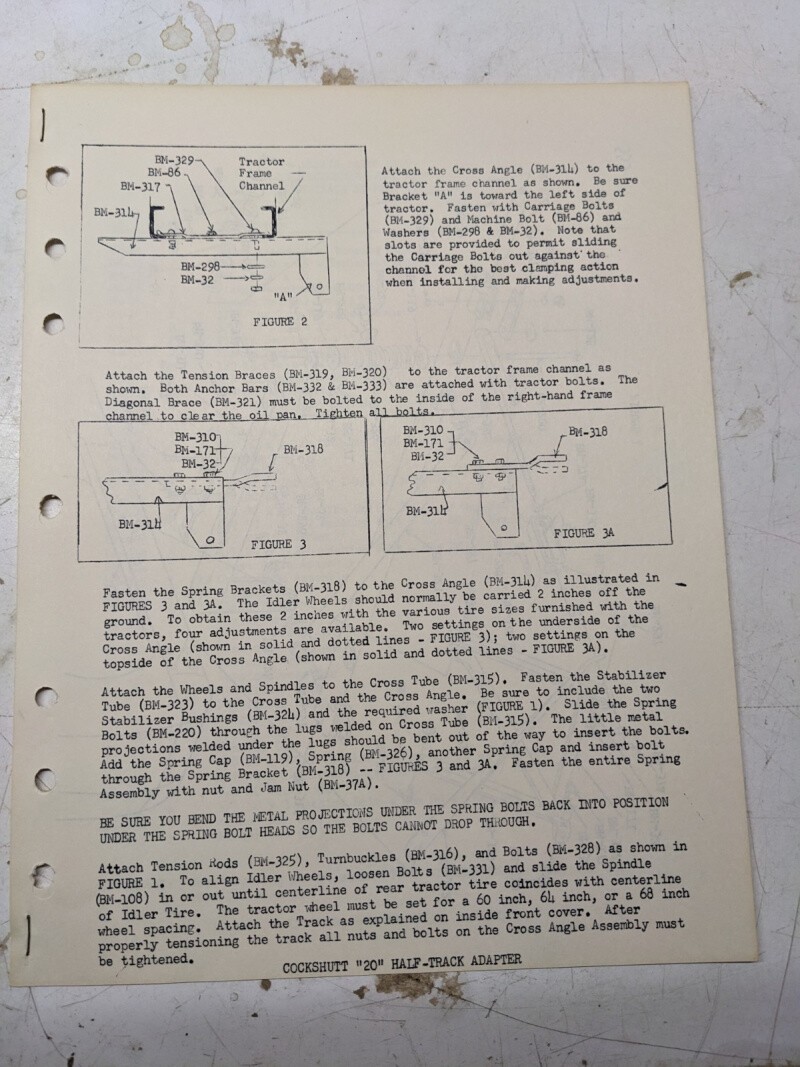 BM-329
BM-86
BM-317
BM-314
Tractor
Frame
Channel
BM-298
BM-32
"A"
FIGURE 2
Attach the Cross Angle (BM-314) to the
tractor frame channel as shown. Be sure
Bracket "A" is toward the left side of
tractor. Fasten with Carriage Bolts
(BM-329) and Machine Bolt (BM-86) and
Washers (BM-298 & BM-32). Note that
slots are provided to permit sliding
the Carriage Bolts out against the
channel for the best clamping action
when installing and making adjustments.
Attach the Tension Braces (BM-319, BM-320) to the tractor frame channel as
shown. Both Anchor Bars (BM-332 & BM-333) are attached with tractor bolts. The
Diagonal Brace (BM-321) must be bolted to the inside of the right-hand frame
channel to clear the oil pan. Tighten all bolts.
BM-310
BM-171
BM-32
BM-318
BM-314
FIGURE 3
BM-310
BM-171
BM-32
BM-318
BM-314
FIGURE 3A
Fasten the Spring Brackets (BM-318) to the Cross Angle (BM-314) as illustrated in
FIGURES 3 and 3A. The Idler Wheels should normally be carried 2 inches off the
ground. To obtain these 2 inches with the various tire sizes furnished with the
tractors, four adjustments are available. Two settings on the underside of the
Cross Angle (shown in solid and dotted lines - FIGURE 3); two settings on the
topside of the Cross Angle (shown in solid and dotted lines - FIGURE 3A).
Attach the Wheels and Spindles to the Cross Tube (BM-315). Fasten the Stabilizer
Tube (BM-323) to the Cross Tube and the Cross Angle. Be sure to include the two
Stabilizer Bushings (BM-324) and the required washer (FIGURE 1). Slide the Spring
Bolts (BM-220) through the lugs welded on Cross Tube (BM-315). The little metal
projections welded under the lugs should be bent out of the way to insert the bolts.
Add the Spring Cap (BM-119), Spring (BM-326), another Spring Cap and insert bolt
through the Spring Bracket (BM-318) -- FIGURES 3 and 3A. Fasten the entire Spring
Assembly with nut and Jam Nut (BM-37A).
BE SURE YOU BEND THE METAL PROJECTIONS UNDER THE SPRING BOLTS BACK INTO POSITION
UNDER THE SPRING BOLT HEADS SO THE BOLTS CANNOT DROP THROUGH.
Attach Tension Rods (BM-325), Turnbuckles (BM-316), and Bolts (BM-328) as shown in
FIGURE 1. To align Idler Wheels, loosen Bolts (BM-331) and slide the Spindle
(BM-108) in or out until centerline of rear tractor tire coincides with centerline
of Idler Tire. The tractor wheel must be set for a 60 inch, 64 inch, or a 68 inch
wheel spacing. Attach the Track as explained on inside front cover. After
properly tensioning the track all nuts and bolts on the Cross Angle Assembly must
be tightened.
COCKSHUTT "20" HALF-TRACK ADAPTER